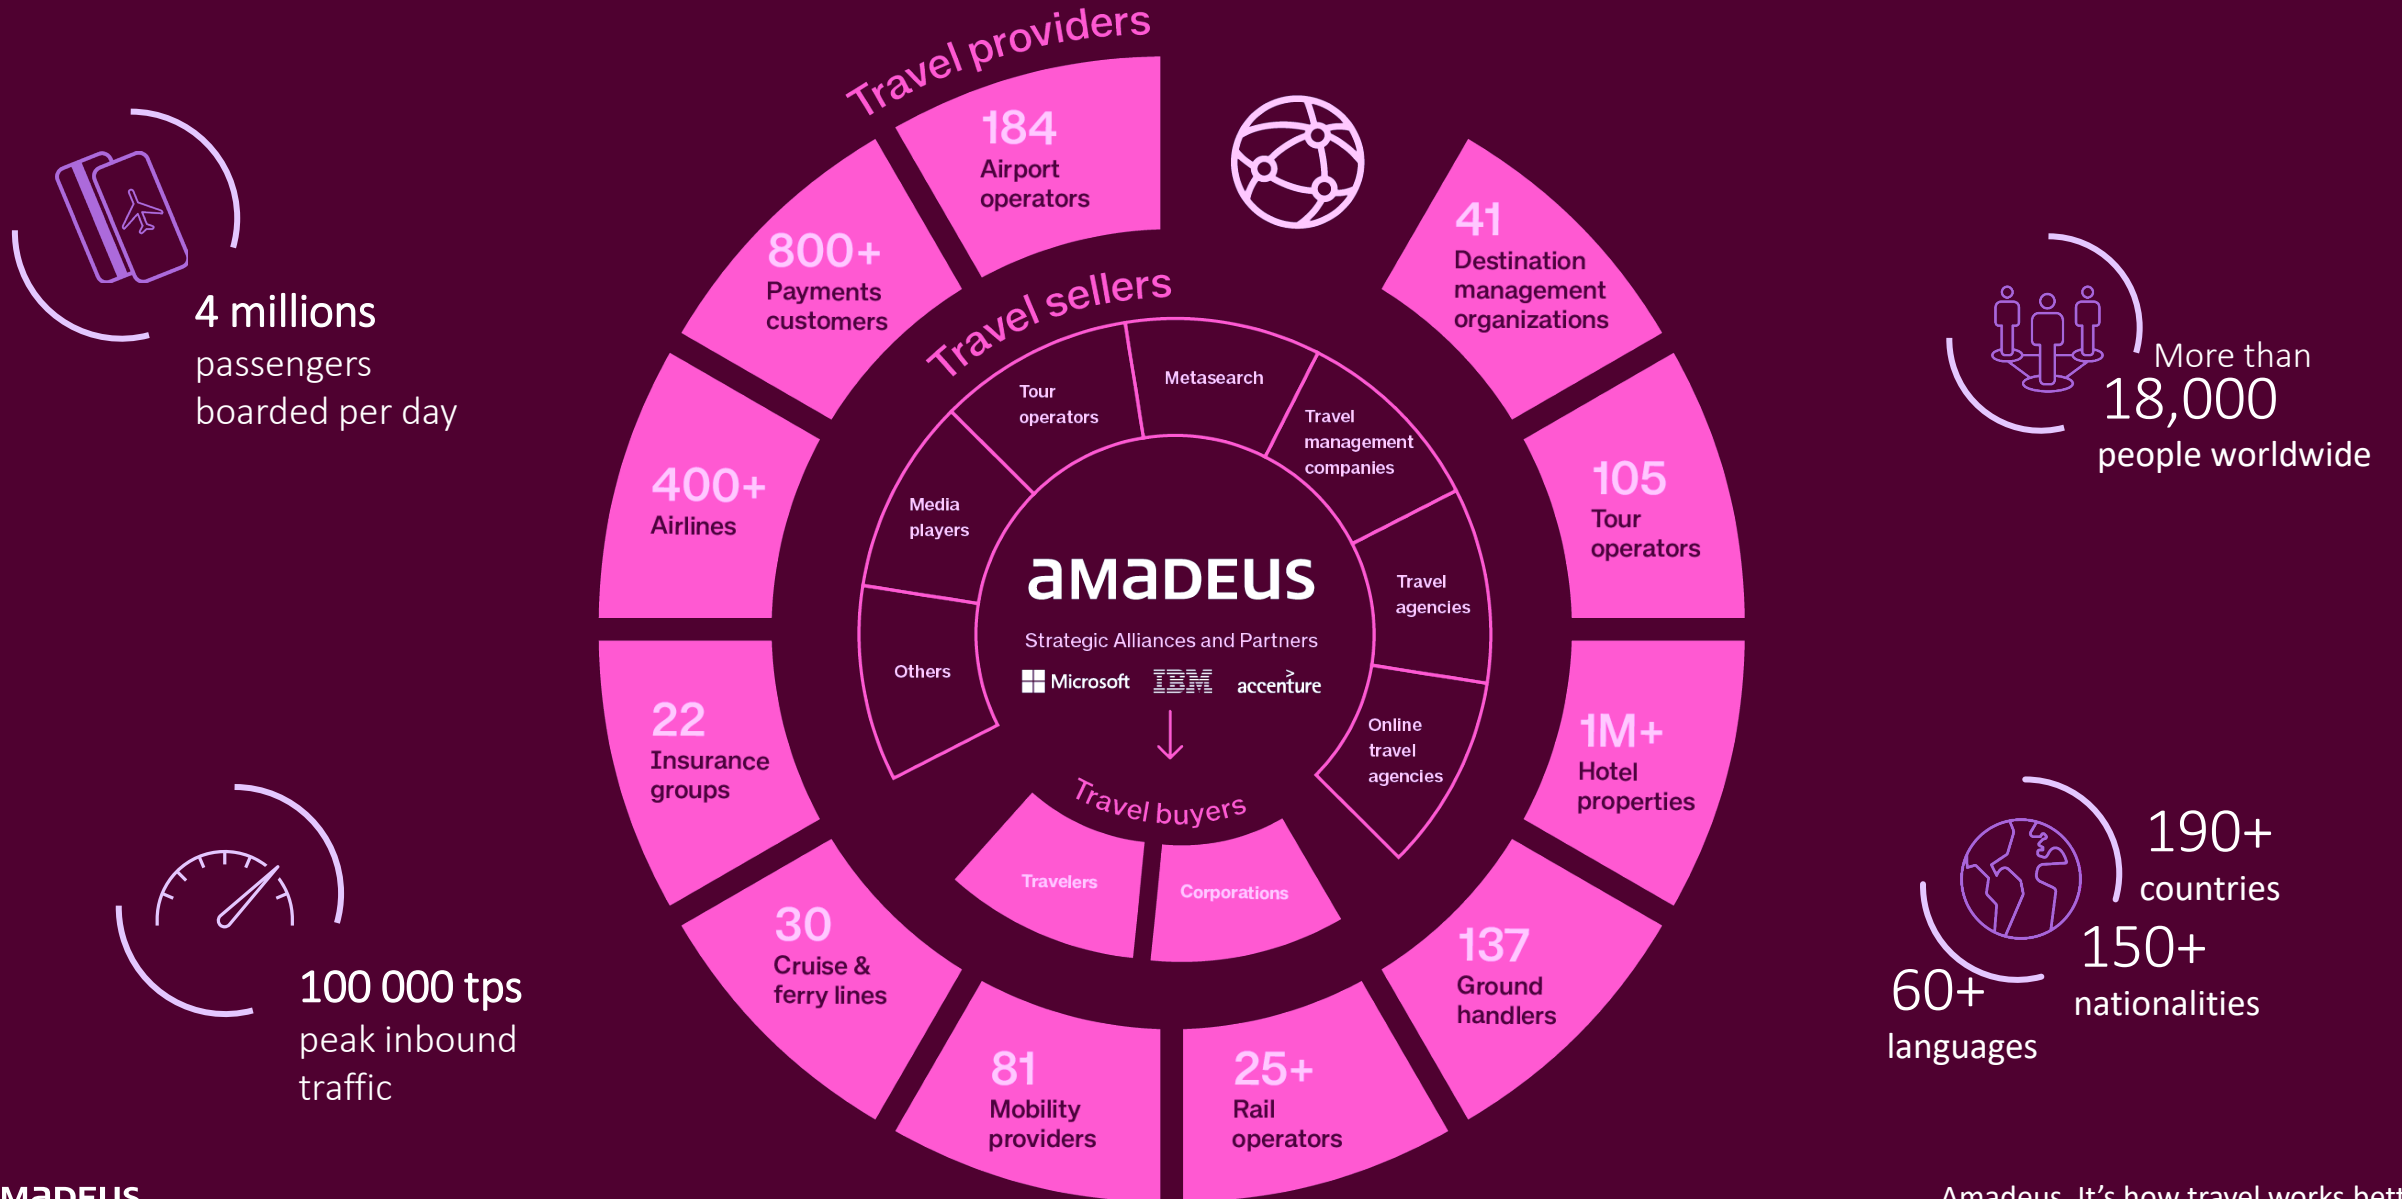 Travel providers
184
Airport
operators
41
Destination
management
organizations
105
Tour
operators
1M+
Hotel
properties
137
Ground
handlers
25+
Rail
operators
81
Mobility
providers
30
Cruise &
ferry lines
22
Insurance
groups
400+
Airlines
800+
Payments
customers
Travel sellers
Metasearch
Travel
management
companies
Travel
agencies
Online
travel
agencies
Tour
operators
Media
players
Others
amadeus
Strategic Alliances and Partners
Microsoft IBM accenture
Travel buyers
Travelers
Corporations
4 millions
passengers
boarded per day
100 000 tps
peak inbound
traffic
More than
18,000
people worldwide
190+
countries
150+
nationalities
60+
languages
It's how travel works